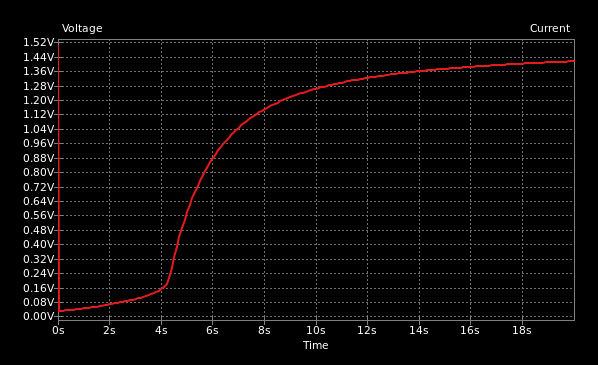 Voltage Current
1.52V
1.44V
1.36V
1.28V
1.20V
1.12V
1.04V
0.96V
0.88V
0.80V
0.72V
0.64V
0.56V
0.48V
0.40V
0.32V
0.24V
0.16V
0.08V
0.00V
0s 2s 4s 6s 8s 10s 12s 14s 16s 18s
Time